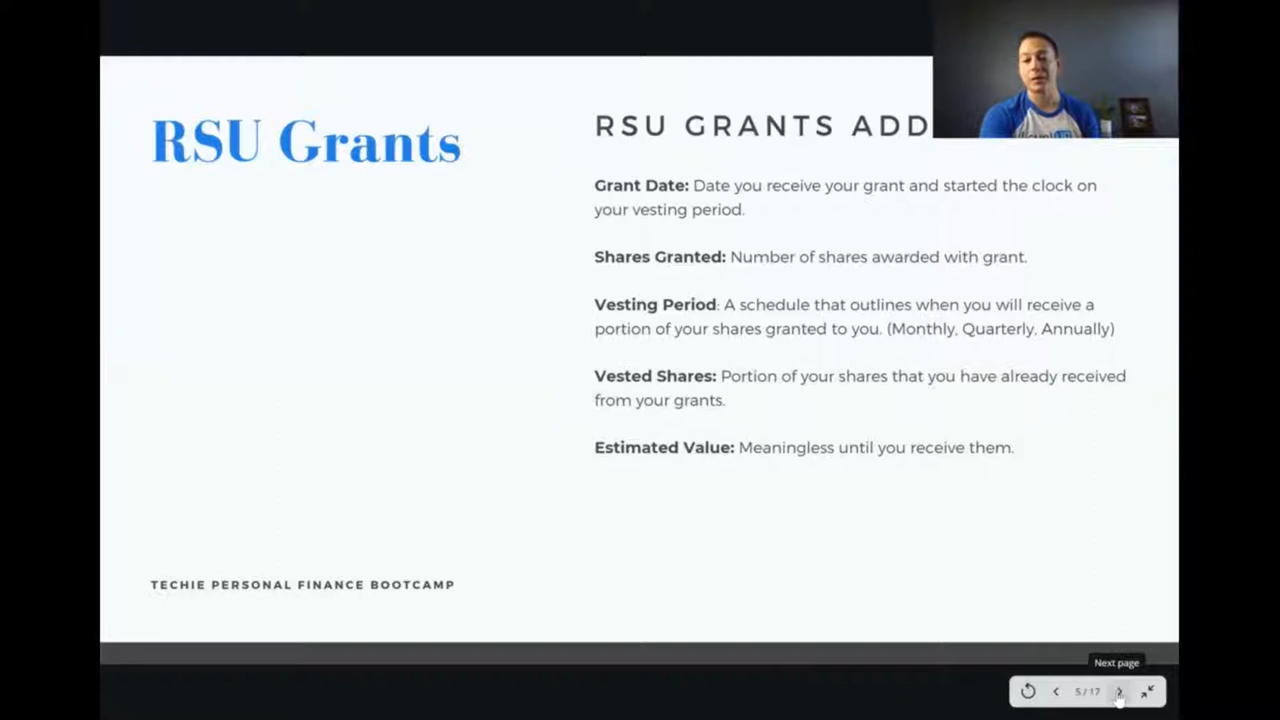 RSU Grants
RSU GRANTS ADD
Grant Date: Date you receive your grant and started the clock on
your vesting period.
Shares Granted: Number of shares awarded with grant.
Vesting Period: A schedule that outlines when you will receive a
portion of your shares granted to you. (Monthly, Quarterly, Annually)
Vested Shares: Portion of your shares that you have already received
from your grants.
Estimated Value: Meaningless until you receive them.
TECHIE PERSONAL FINANCE BOOTCAMP
Next page
5 / 17